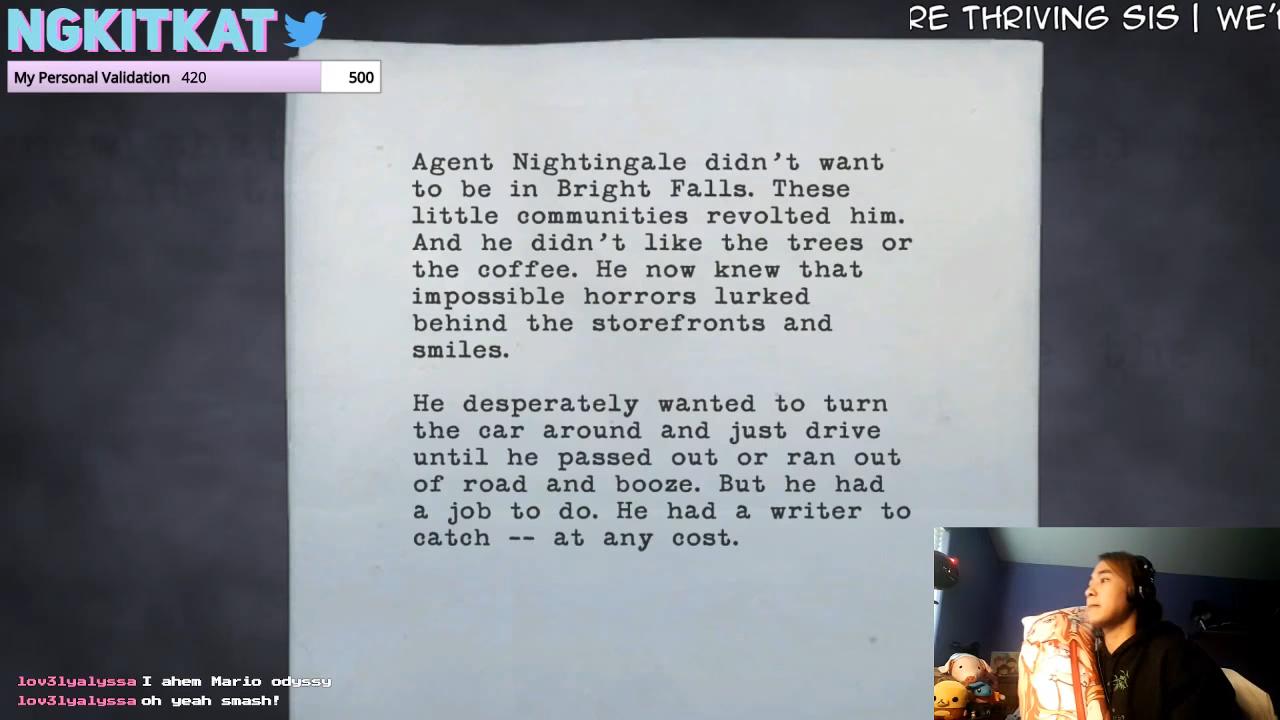 NGKITKAT
RE THRIVING SIS | WE'
My Personal Validation 420 500
Agent Nightingale didn't want
to be in Bright Falls. These
little communities revolted him.
And he didn't like the trees or
the coffee. He now knew that
impossible horrors lurked
behind the storefronts and
smiles.
He desperately wanted to turn
the car around and just drive
until he passed out or ran out
of road and booze. But he had
a job to do. He had a writer to
catch -- at any cost.
lov3lyalyssa I ahem Mario odyssy
lov3lyalyssa oh yeah smash!